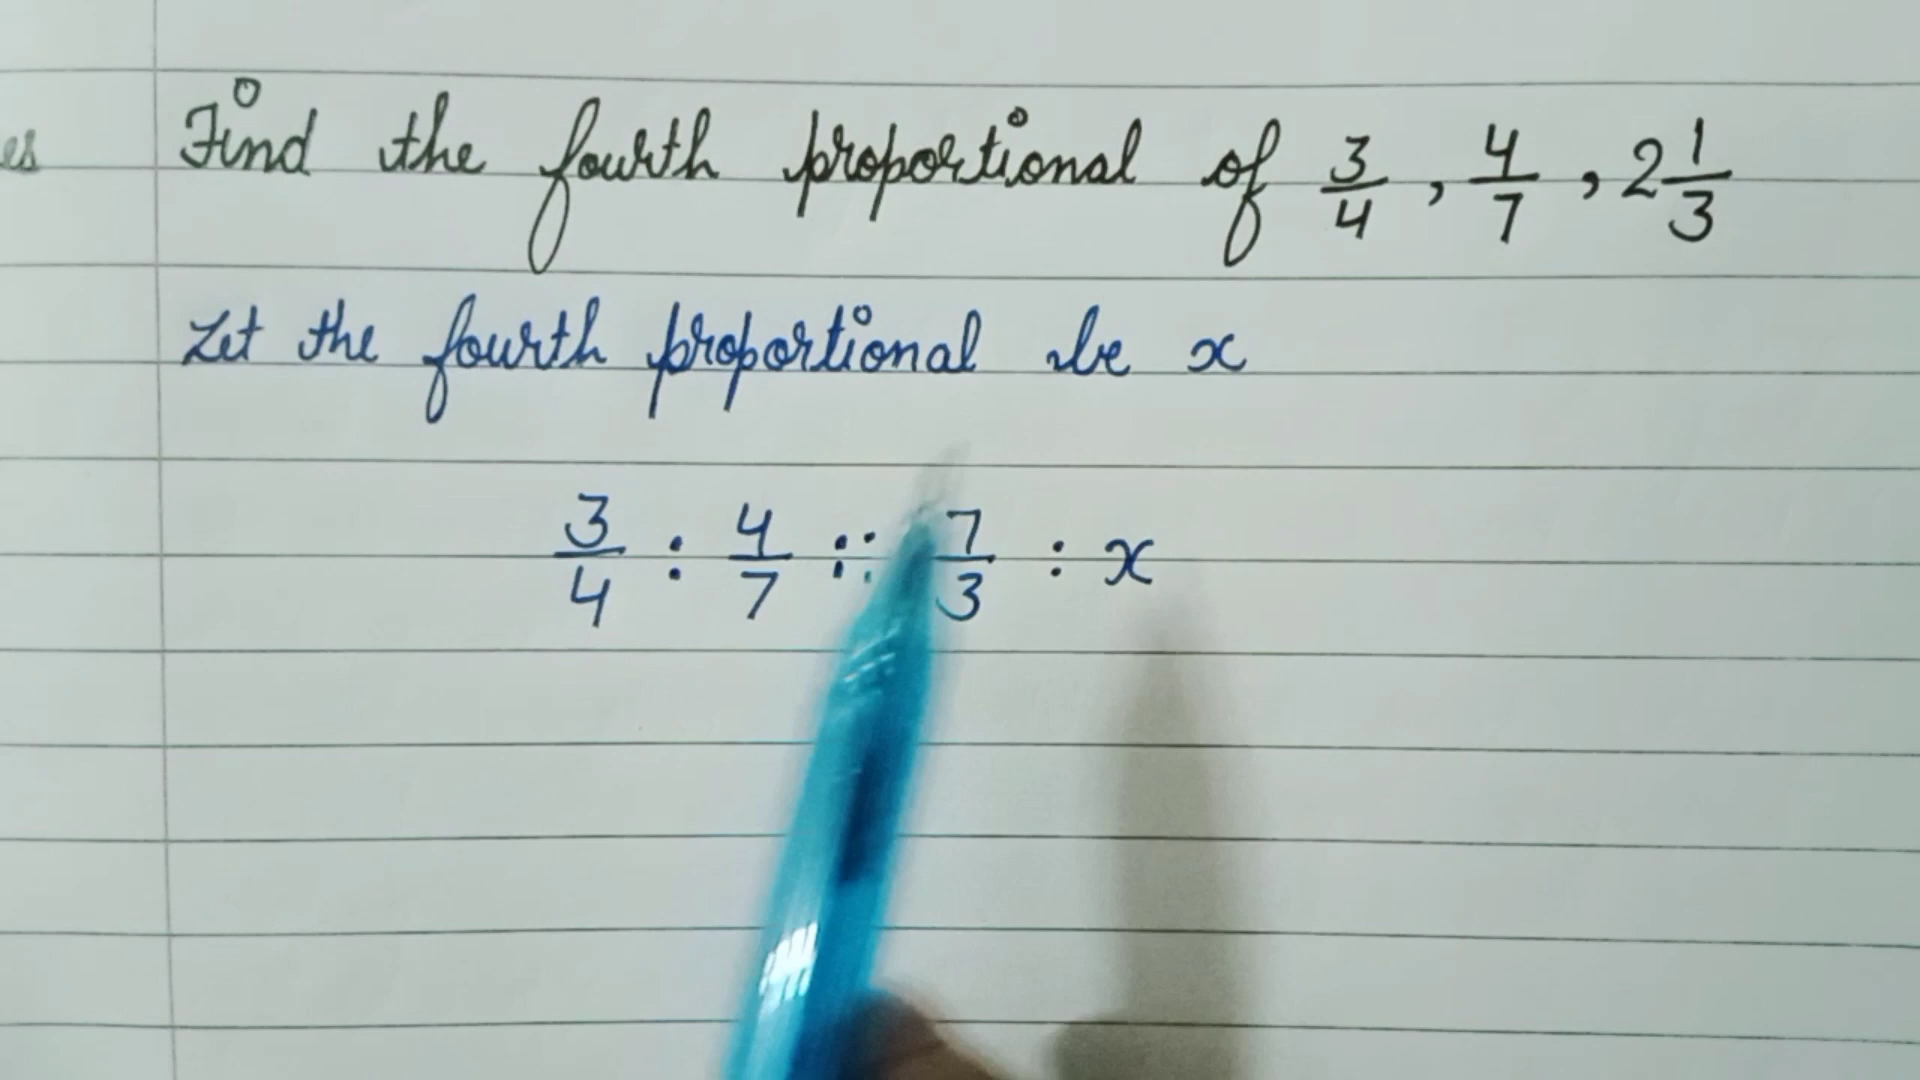 es
Find the fourth proportional of 3/4, 4/7, 2 1/3
Let the fourth proportional be x
3/4 : 4/7 :: 7/3 : x